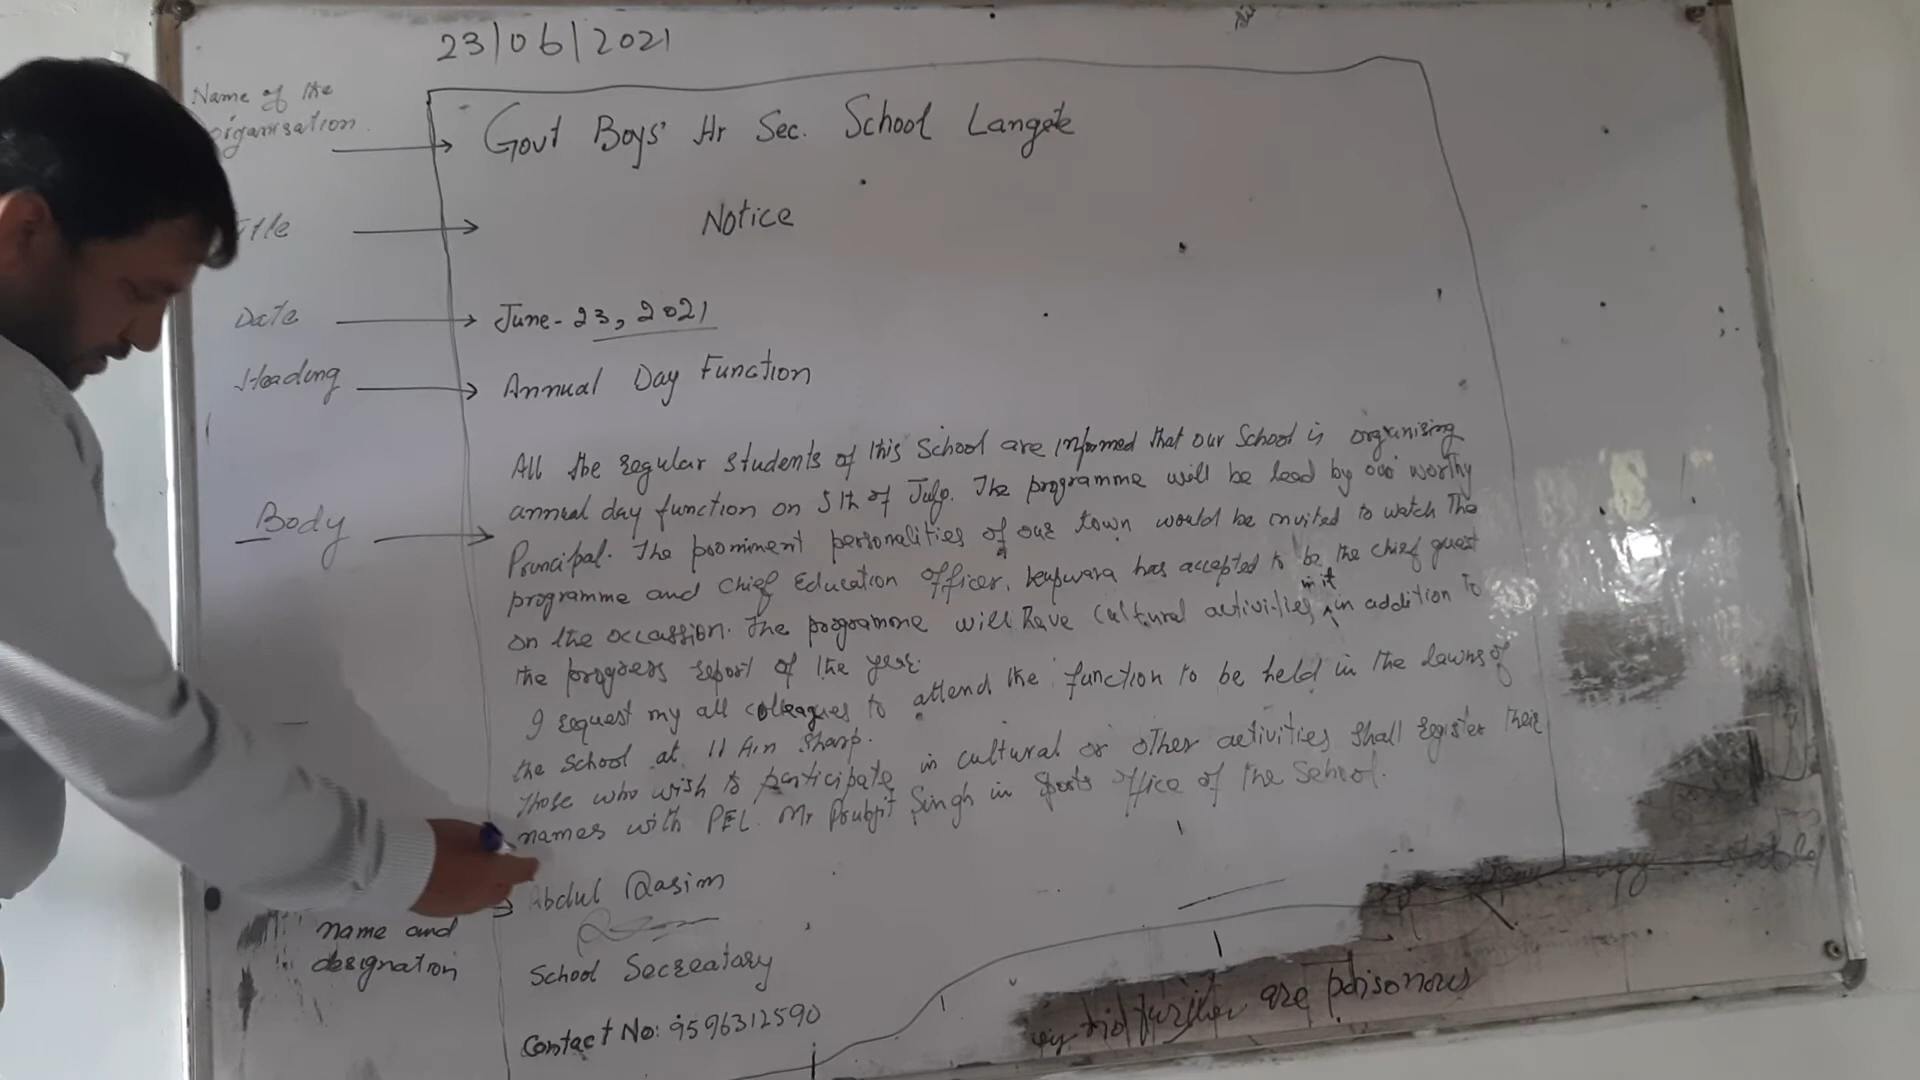 23/06/2021
Name of the
organisation.
Govt Boys' Hr Sec. School Langate
Title
Notice
Date
June-23, 2021
Heading
Annual Day Function
Body
All the regular students of this School are informed that our School is organising
annual day function on 5th of July. The programme will be lead by our worthy
Principal. The prominent personalities of our town would be invited to watch the
programme and chief Education officer, kupwara has accepted to be the chief guest
on the occassion. The programme will have cultural activities in it in addition to
the progress report of the year.
I request my all colleagues to attend the function to be held in the lawns of
the School at 11 Am Sharp.
Those who wish to participate in cultural or other activities shall register their
names with PEL Mr Singh in sports office of the School.
Abdul Qasim
name and
designation
School Secreatary
Contact No: 9596312590
are poisonous